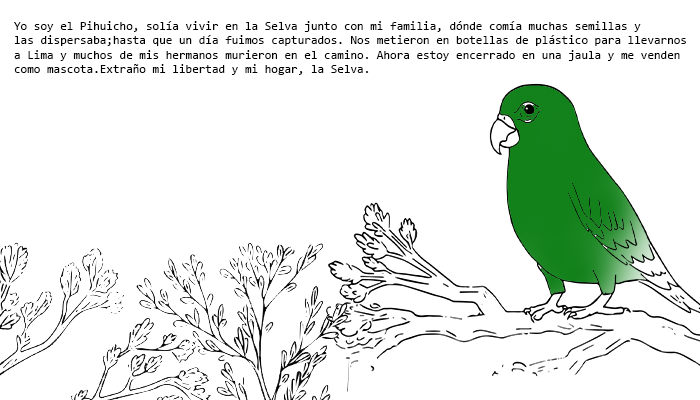 Yo soy el Pihuicho, solía vivir en la Selva junto con mi familia, dónde comía muchas semillas y
las dispersaba;hasta que un día fuimos capturados. Nos metieron en botellas de plástico para llevarnos
a Lima y muchos de mis hermanos murieron en el camino. Ahora estoy encerrado en una jaula y me venden
como mascota.Extraño mi libertad y mi hogar, la Selva.